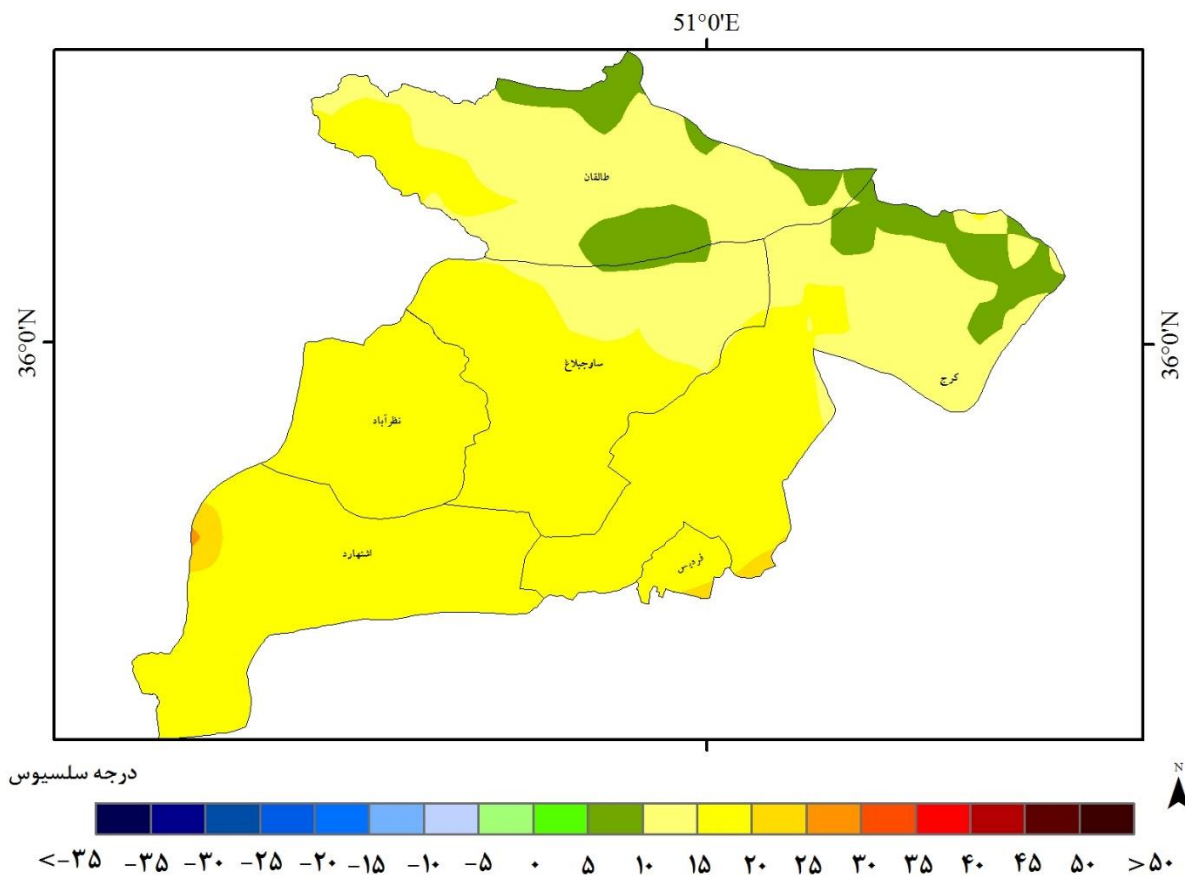 51°0'E
طالقان
36°0'N
36°0'N
ساوجبلاغ
کرج
نظرآباد
اشتهارد
فردیس
درجه سلسیوس
N
<-۳۵ -۳۵ -۳۰ -۲۵ -۲۰ -۱۵ -۱۰ -۵ ۰ ۵ ۱۰ ۱۵ ۲۰ ۲۵ ۳۰ ۳۵ ۴۰ ۴۵ ۵۰ >۵۰